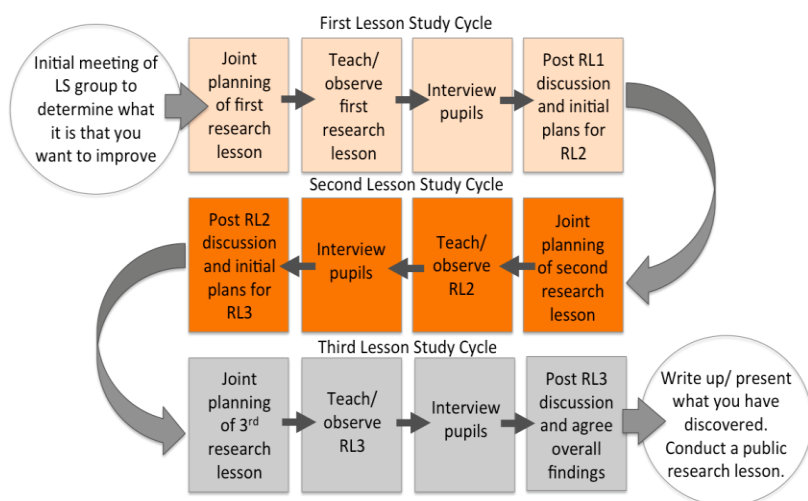 First Lesson Study Cycle
Initial meeting of
LS group to
determine what
it is that you
want to improve
Joint
planning
of first
research
lesson
Teach/
observe
first
research
lesson
Interview
pupils
Post RL1
discussion
and initial
plans for
RL2
Second Lesson Study Cycle
Joint
planning
of second
research
lesson
Teach/
observe
RL2
Interview
pupils
Post RL2
discussion
and initial
plans for
RL3
Third Lesson Study Cycle
Joint
planning
of 3rd
research
lesson
Teach/
observe
RL3
Interview
pupils
Post RL3
discussion
and agree
overall
findings
Write up/ present
what you have
discovered.
Conduct a public
research lesson.